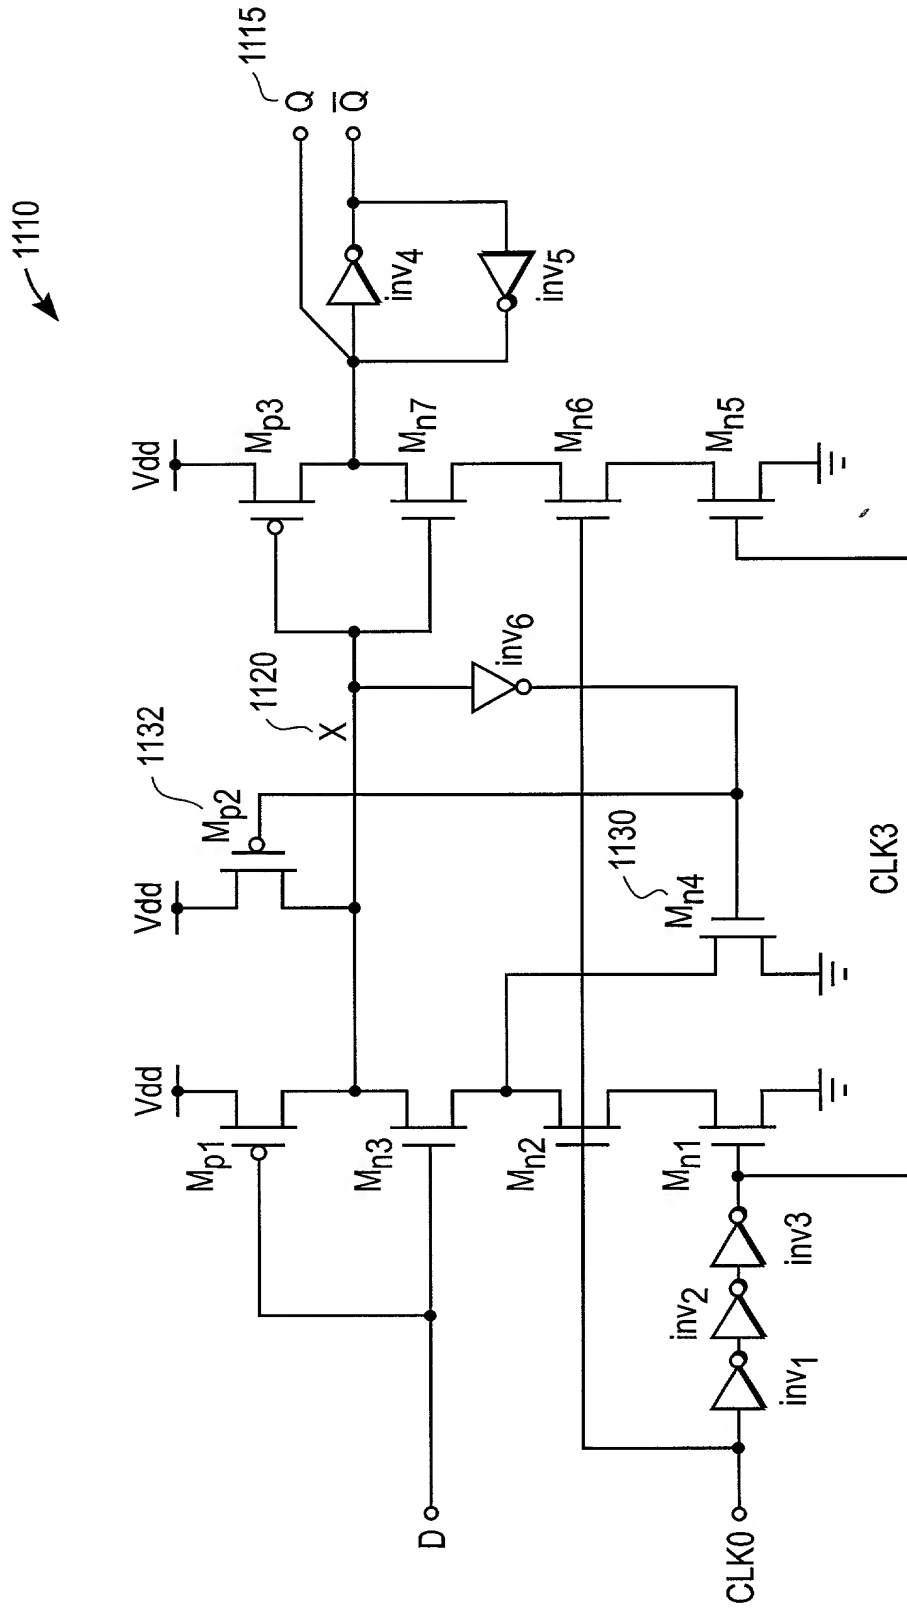 1110
1115
Q
Q̅
inv4
inv5
Vdd
Mp3
Mn7
Mn6
Mn5
1132
1120
Mp2
X
inv6
Vdd
1130
Mn4
CLK3
Vdd
Mp1
Mn3
Mn2
Mn1
inv3
inv2
inv1
D
CLK0